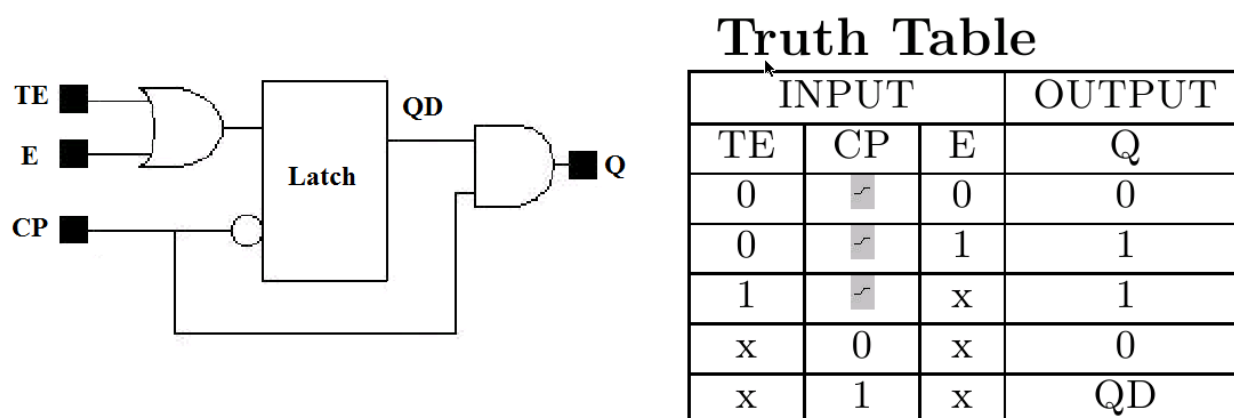 TE
E
CP
QD
Latch
Q
Truth Table
INPUT OUTPUT
TE CP E Q
0 0 0
0 1 1
1 x 1
x 0 x 0
x 1 x QD